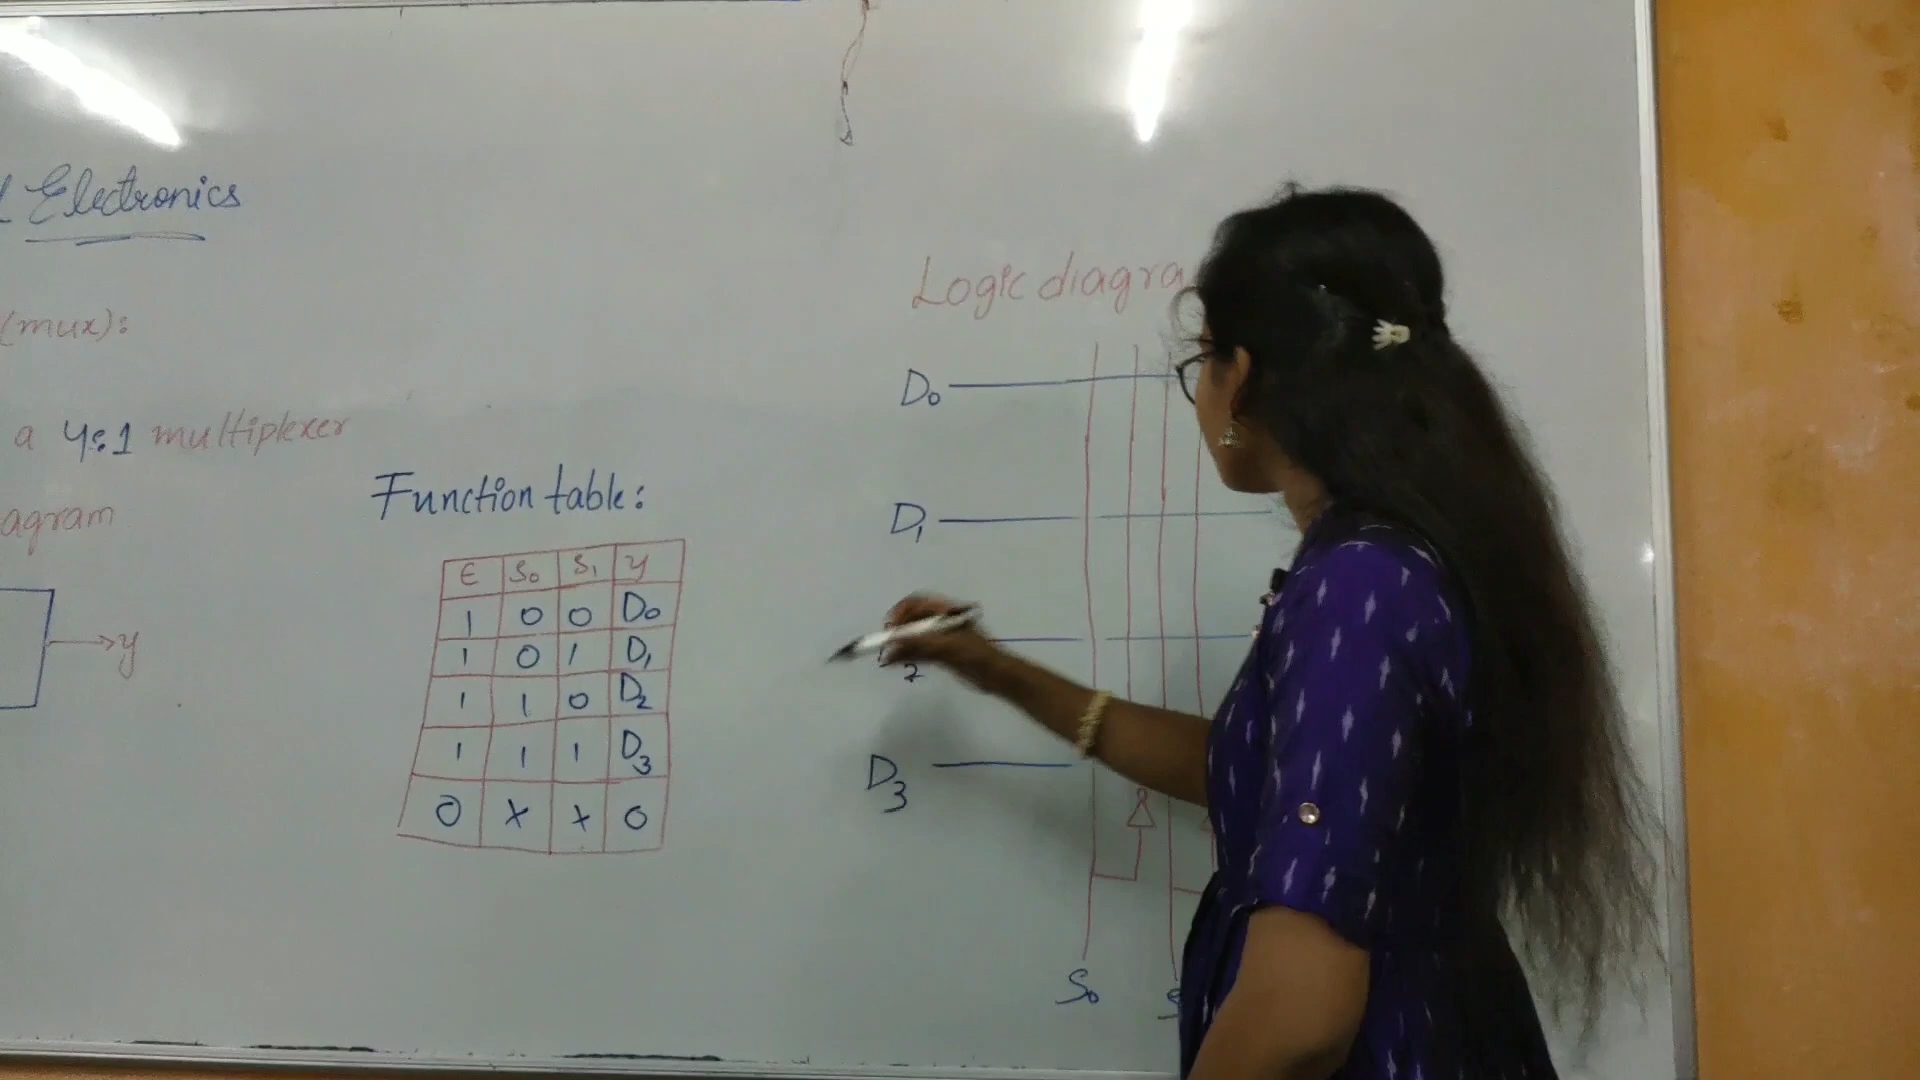 Electronics
(mux):
a 4:1 multiplexer
agram
y
Function table:
E S₀ S₁ y
1 0 0 D₀
1 0 1 D₁
1 1 0 D₂
1 1 1 D₃
0 x x 0
Logic diagra
D₀
D₁
2
D₃
S₀